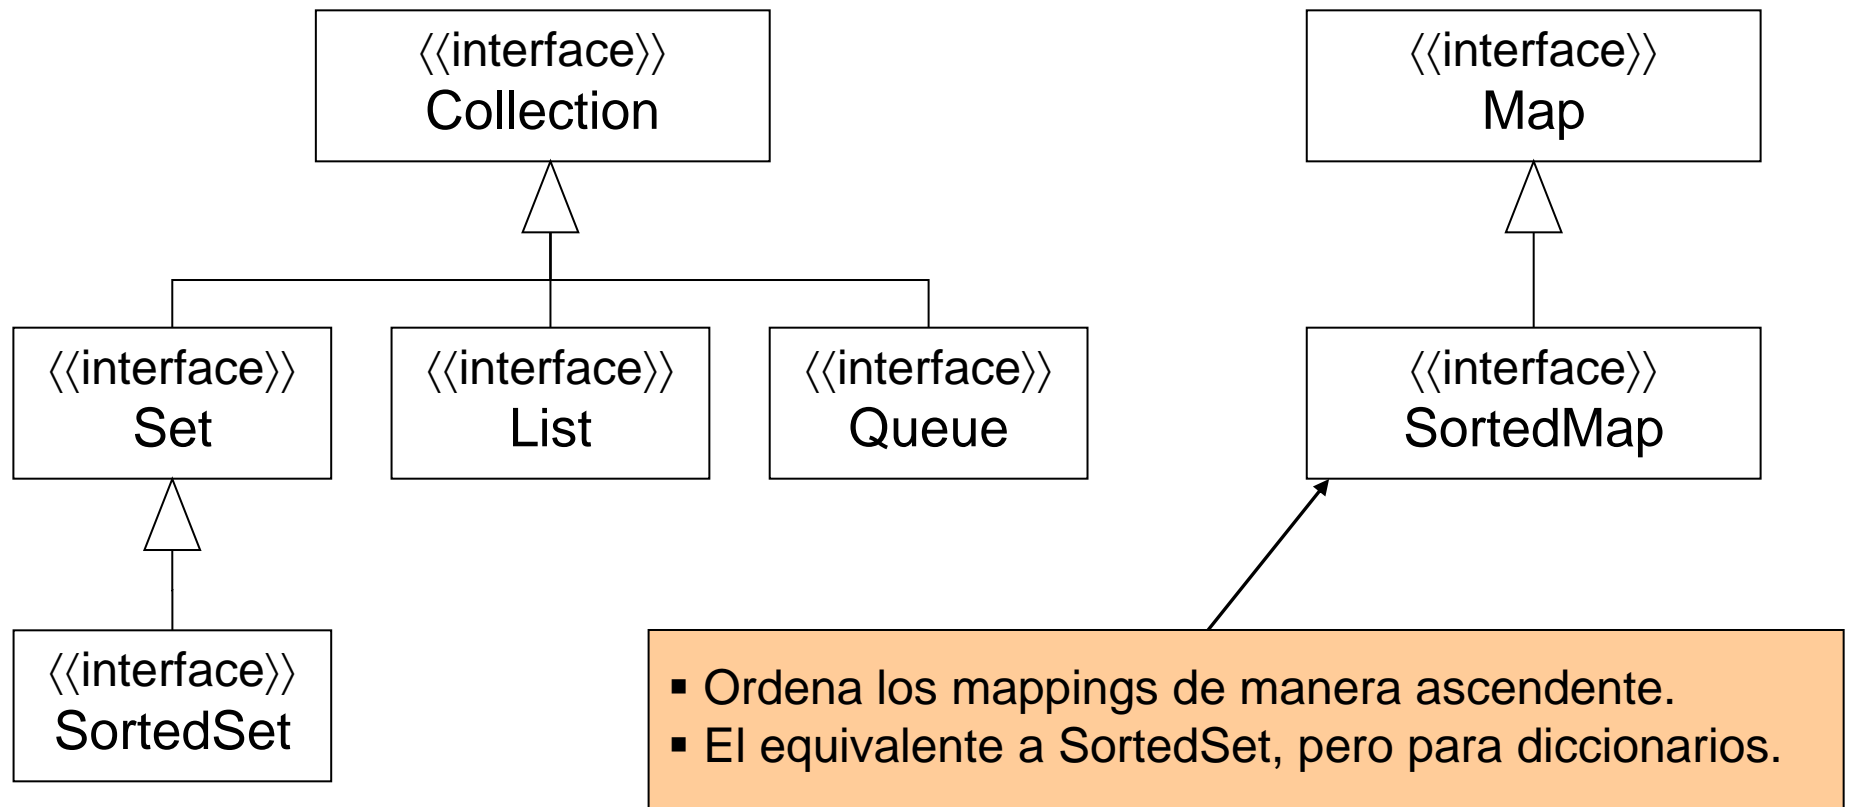 〈〈interface〉〉
Collection
〈〈interface〉〉
Map
〈〈interface〉〉
Set
〈〈interface〉〉
List
〈〈interface〉〉
Queue
〈〈interface〉〉
SortedMap
〈〈interface〉〉
SortedSet
▪ Ordena los mappings de manera ascendente.
▪ El equivalente a SortedSet, pero para diccionarios.